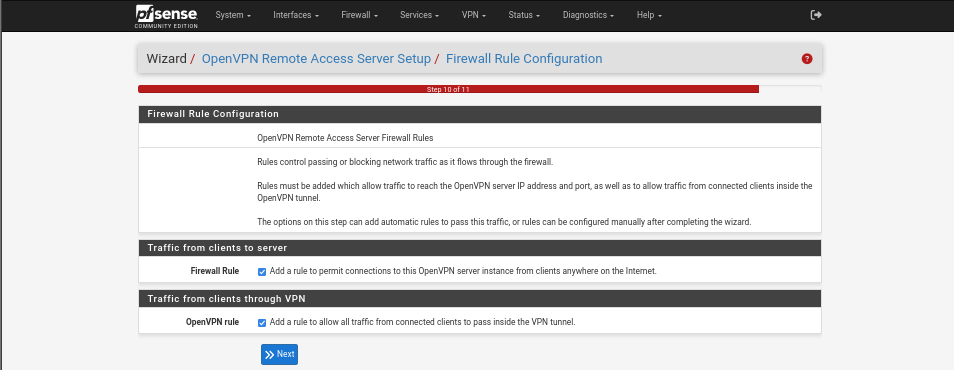 pfsense
COMMUNITY EDITION
System Interfaces Firewall Services VPN Status Diagnostics Help
Wizard / OpenVPN Remote Access Server Setup / Firewall Rule Configuration
?
Step 10 of 11
Firewall Rule Configuration
OpenVPN Remote Access Server Firewall Rules
Rules control passing or blocking network traffic as it flows through the firewall.
Rules must be added which allow traffic to reach the OpenVPN server IP address and port, as well as to allow traffic from connected clients inside the
OpenVPN tunnel.
The options on this step can add automatic rules to pass this traffic, or rules can be configured manually after completing the wizard.
Traffic from clients to server
Firewall Rule Add a rule to permit connections to this OpenVPN server instance from clients anywhere on the Internet.
Traffic from clients through VPN
OpenVPN rule Add a rule to allow all traffic from connected clients to pass inside the VPN tunnel.
Next